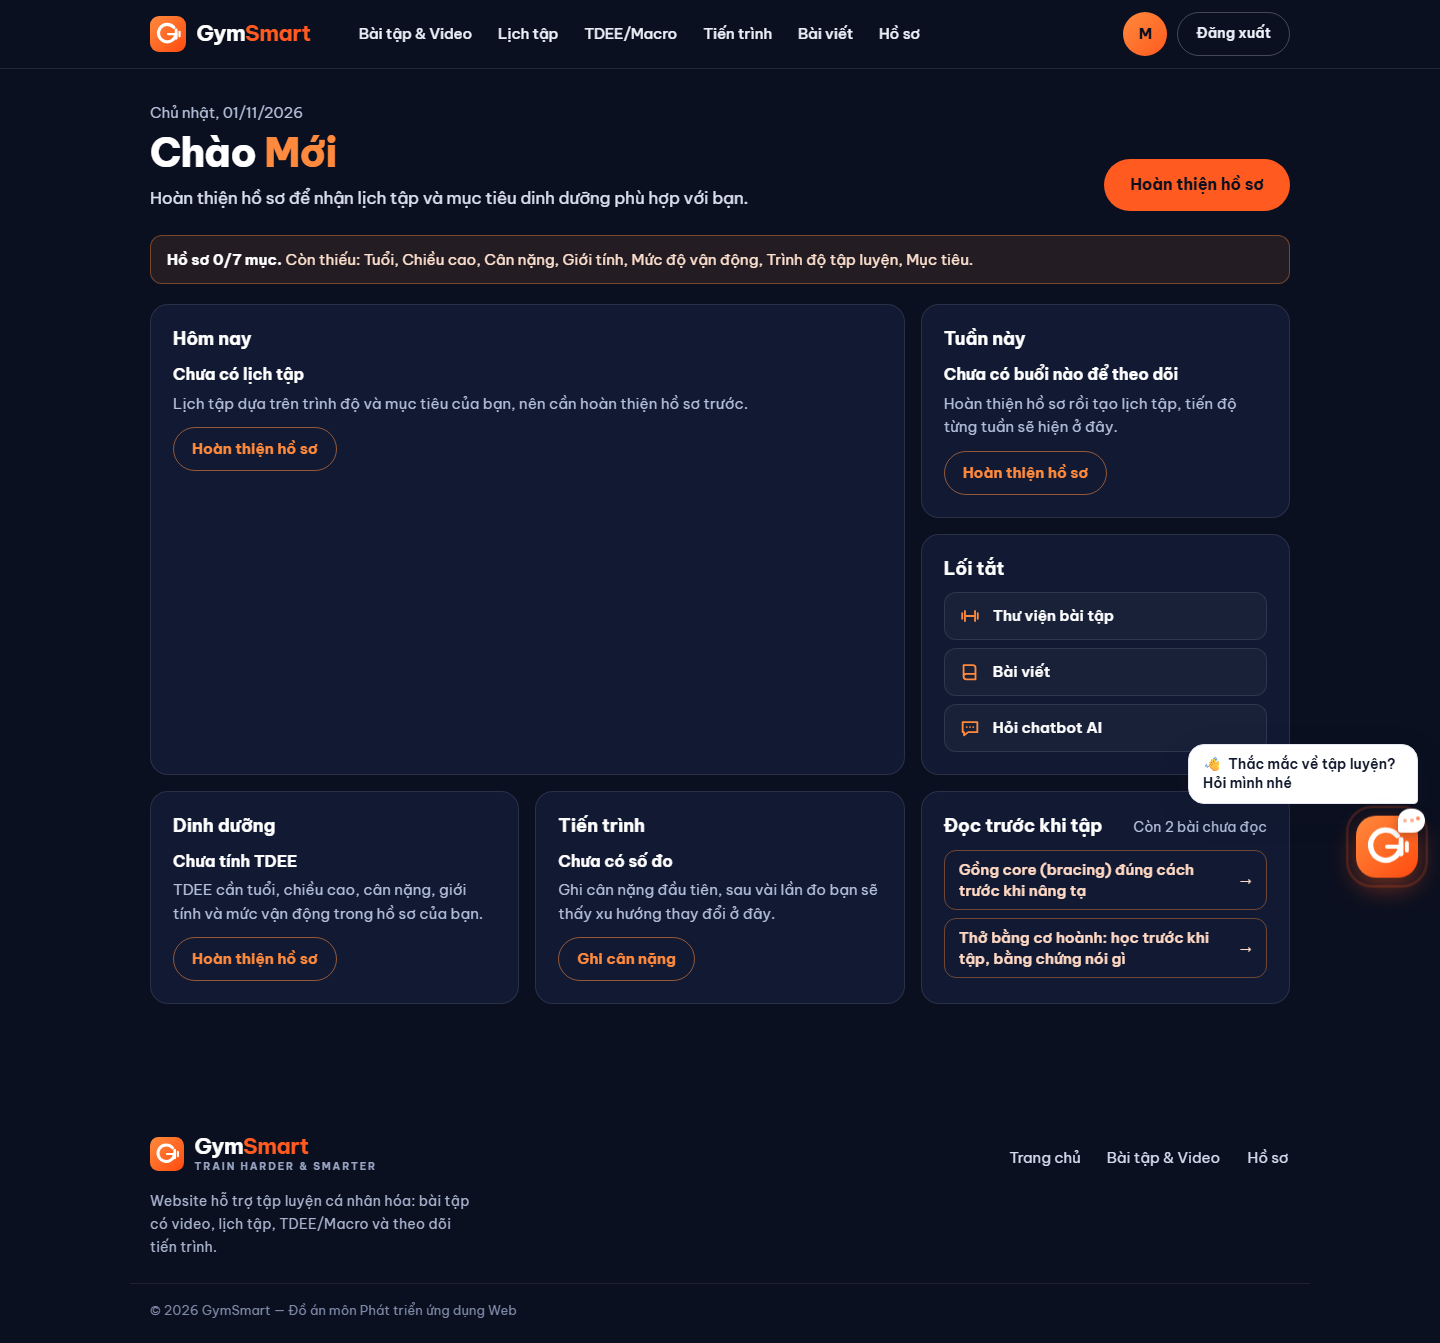 GymSmart
Bài tập & Video
Lịch tập
TDEE/Macro
Tiến trình
Bài viết
Hồ sơ
M
Đăng xuất
Chủ nhật, 01/11/2026
Chào Mới
Hoàn thiện hồ sơ để nhận lịch tập và mục tiêu dinh dưỡng phù hợp với bạn.
Hoàn thiện hồ sơ
Hồ sơ 0/7 mục. Còn thiếu: Tuổi, Chiều cao, Cân nặng, Giới tính, Mức độ vận động, Trình độ tập luyện, Mục tiêu.
Hôm nay
Chưa có lịch tập
Lịch tập dựa trên trình độ và mục tiêu của bạn, nên cần hoàn thiện hồ sơ trước.
Hoàn thiện hồ sơ
Tuần này
Chưa có buổi nào để theo dõi
Hoàn thiện hồ sơ rồi tạo lịch tập, tiến độ
từng tuần sẽ hiện ở đây.
Hoàn thiện hồ sơ
Lối tắt
Thư viện bài tập
Bài viết
Hỏi chatbot AI
👋 Thắc mắc về tập luyện?
Hỏi mình nhé
Dinh dưỡng
Chưa tính TDEE
TDEE cần tuổi, chiều cao, cân nặng, giới
tính và mức vận động trong hồ sơ của bạn.
Hoàn thiện hồ sơ
Tiến trình
Chưa có số đo
Ghi cân nặng đầu tiên, sau vài lần đo bạn sẽ
thấy xu hướng thay đổi ở đây.
Ghi cân nặng
Đọc trước khi tập
Còn 2 bài chưa đọc
Gồng core (bracing) đúng cách
trước khi nâng tạ →
Thở bằng cơ hoành: học trước khi
tập, bằng chứng nói gì →
GymSmart
TRAIN HARDER & SMARTER
Trang chủ
Bài tập & Video
Hồ sơ
Website hỗ trợ tập luyện cá nhân hóa: bài tập
có video, lịch tập, TDEE/Macro và theo dõi
tiến trình.
© 2026 GymSmart — Đồ án môn Phát triển ứng dụng Web